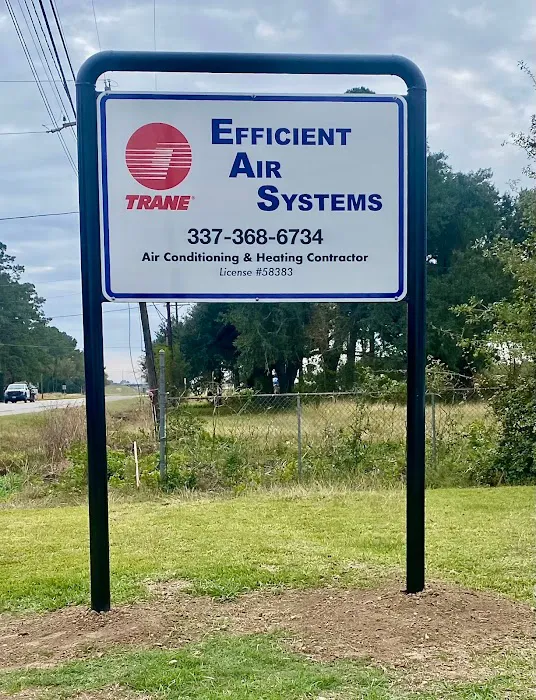 TRANE
EFFICIENT
AIR
SYSTEMS
337-368-6734
Air Conditioning & Heating Contractor
License #58383